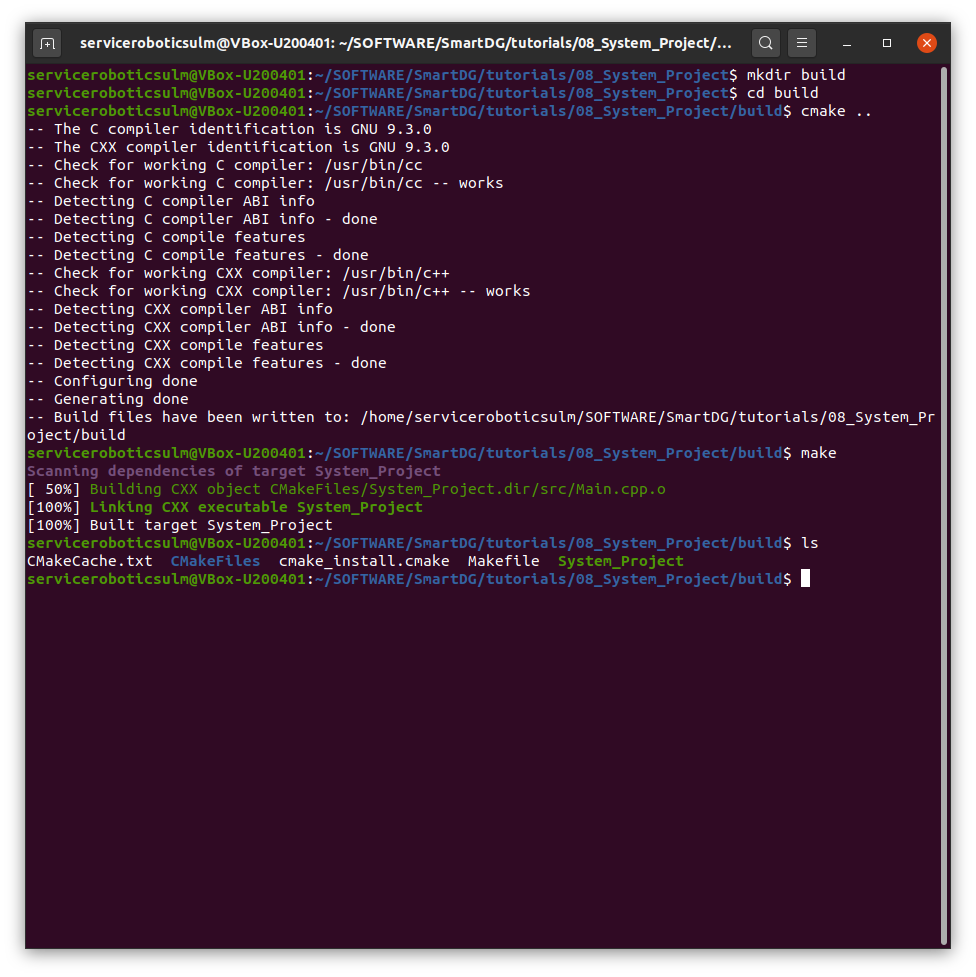 serviceroboticsulm@VBox-U200401: ~/SOFTWARE/SmartDG/tutorials/08_System_Project/...
serviceroboticsulm@VBox-U200401:~/SOFTWARE/SmartDG/tutorials/08_System_Project$ mkdir build
serviceroboticsulm@VBox-U200401:~/SOFTWARE/SmartDG/tutorials/08_System_Project$ cd build
serviceroboticsulm@VBox-U200401:~/SOFTWARE/SmartDG/tutorials/08_System_Project/build$ cmake ..
-- The C compiler identification is GNU 9.3.0
-- The CXX compiler identification is GNU 9.3.0
-- Check for working C compiler: /usr/bin/cc
-- Check for working C compiler: /usr/bin/cc -- works
-- Detecting C compiler ABI info
-- Detecting C compiler ABI info - done
-- Detecting C compile features
-- Detecting C compile features - done
-- Check for working CXX compiler: /usr/bin/c++
-- Check for working CXX compiler: /usr/bin/c++ -- works
-- Detecting CXX compiler ABI info
-- Detecting CXX compiler ABI info - done
-- Detecting CXX compile features
-- Detecting CXX compile features - done
-- Configuring done
-- Generating done
-- Build files have been written to: /home/serviceroboticsulm/SOFTWARE/SmartDG/tutorials/08_System_Pr
oject/build
serviceroboticsulm@VBox-U200401:~/SOFTWARE/SmartDG/tutorials/08_System_Project/build$ make
Scanning dependencies of target System_Project
[ 50%] Building CXX object CMakeFiles/System_Project.dir/src/Main.cpp.o
[100%] Linking CXX executable System_Project
[100%] Built target System_Project
serviceroboticsulm@VBox-U200401:~/SOFTWARE/SmartDG/tutorials/08_System_Project/build$ ls
CMakeCache.txt  CMakeFiles  cmake_install.cmake  Makefile  System_Project
serviceroboticsulm@VBox-U200401:~/SOFTWARE/SmartDG/tutorials/08_System_Project/build$